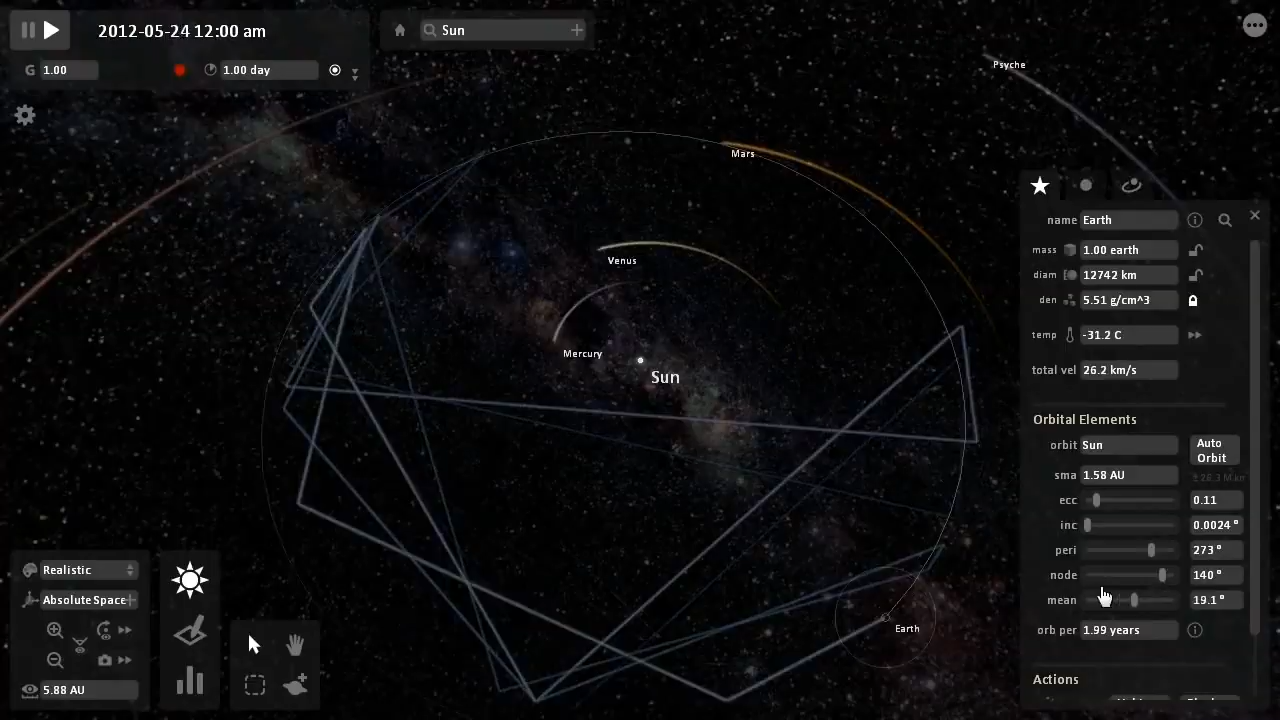 2012-05-24 12:00 am
Sun
G 1.00
1.00 day
Psyche
Mars
Venus
Mercury
Sun
Earth
name Earth
mass 1.00 earth
diam 12742 km
den 5.51 g/cm^3
temp -31.2 C
total vel 26.2 km/s
Orbital Elements
orbit Sun
Auto Orbit
sma 1.58 AU
ecc 0.11
inc 0.0024 °
peri 273 °
node 140 °
mean 19.1 °
orb per 1.99 years
Actions
Realistic
Absolute Space
5.88 AU